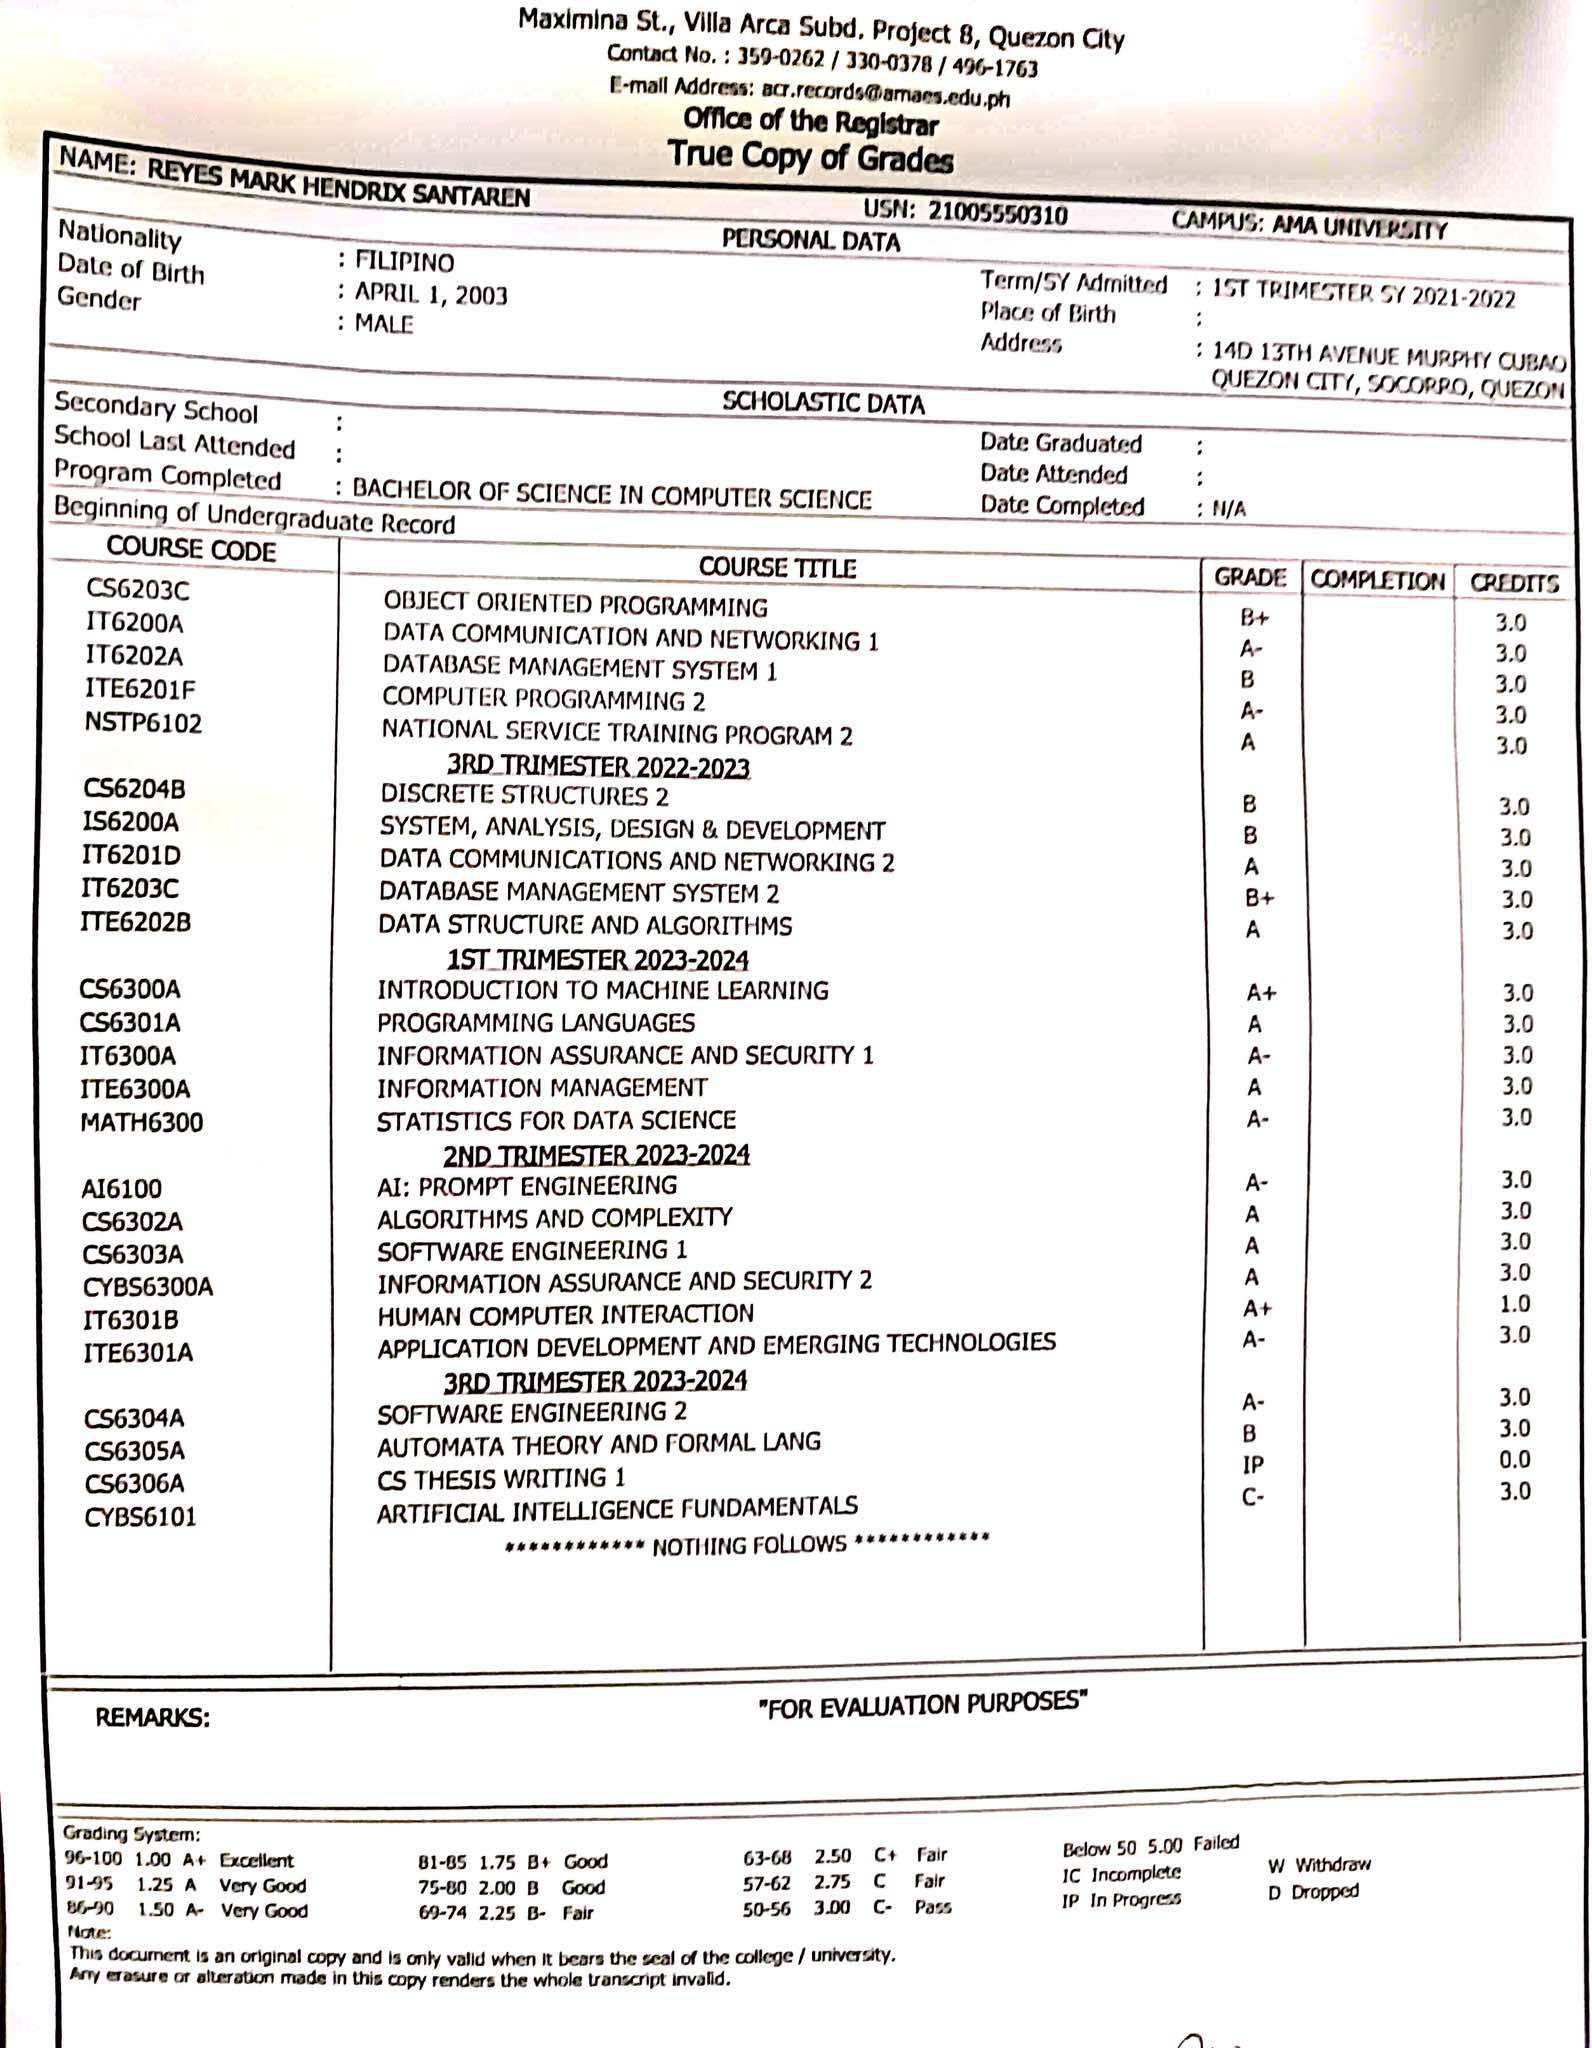 Maximina St., Villa Arca Subd. Project 8, Quezon City
Contact No. : 359-0262 / 330-0378 / 496-1763
E-mail Address: acr.records@amaes.edu.ph
Office of the Registrar
True Copy of Grades
NAME: REYES MARK HENDRIX SANTAREN USN: 21005550310 CAMPUS: AMA UNIVERSITY
PERSONAL DATA
Nationality : FILIPINO Term/SY Admitted : 1ST TRIMESTER SY 2021-2022
Date of Birth : APRIL 1, 2003 Place of Birth :
Gender : MALE Address : 14D 13TH AVENUE MURPHY CUBAO
QUEZON CITY, SOCORRO, QUEZON
SCHOLASTIC DATA
Secondary School : Date Graduated :
School Last Attended : Date Attended :
Program Completed : BACHELOR OF SCIENCE IN COMPUTER SCIENCE Date Completed : N/A
Beginning of Undergraduate Record
COURSE CODE COURSE TITLE GRADE COMPLETION CREDITS
CS6203C OBJECT ORIENTED PROGRAMMING B+ 3.0
IT6200A DATA COMMUNICATION AND NETWORKING 1 A- 3.0
IT6202A DATABASE MANAGEMENT SYSTEM 1 B 3.0
ITE6201F COMPUTER PROGRAMMING 2 A- 3.0
NSTP6102 NATIONAL SERVICE TRAINING PROGRAM 2 A 3.0
3RD TRIMESTER 2022-2023
CS6204B DISCRETE STRUCTURES 2 B 3.0
IS6200A SYSTEM, ANALYSIS, DESIGN & DEVELOPMENT B 3.0
IT6201D DATA COMMUNICATIONS AND NETWORKING 2 A 3.0
IT6203C DATABASE MANAGEMENT SYSTEM 2 B+ 3.0
ITE6202B DATA STRUCTURE AND ALGORITHMS A 3.0
1ST TRIMESTER 2023-2024
CS6300A INTRODUCTION TO MACHINE LEARNING A+ 3.0
CS6301A PROGRAMMING LANGUAGES A 3.0
IT6300A INFORMATION ASSURANCE AND SECURITY 1 A- 3.0
ITE6300A INFORMATION MANAGEMENT A 3.0
MATH6300 STATISTICS FOR DATA SCIENCE A- 3.0
2ND TRIMESTER 2023-2024
AI6100 AI: PROMPT ENGINEERING A- 3.0
CS6302A ALGORITHMS AND COMPLEXITY A 3.0
CS6303A SOFTWARE ENGINEERING 1 A 3.0
CYBS6300A INFORMATION ASSURANCE AND SECURITY 2 A 3.0
IT6301B HUMAN COMPUTER INTERACTION A+ 1.0
ITE6301A APPLICATION DEVELOPMENT AND EMERGING TECHNOLOGIES A- 3.0
3RD TRIMESTER 2023-2024
CS6304A SOFTWARE ENGINEERING 2 A- 3.0
CS6305A AUTOMATA THEORY AND FORMAL LANG B 3.0
CS6306A CS THESIS WRITING 1 IP 0.0
CYBS6101 ARTIFICIAL INTELLIGENCE FUNDAMENTALS C- 3.0
************ NOTHING FOLLOWS ************
REMARKS: "FOR EVALUATION PURPOSES"
Grading System:
96-100 1.00 A+ Excellent 81-85 1.75 B+ Good 63-68 2.50 C+ Fair Below 50 5.00 Failed
91-95 1.25 A Very Good 75-80 2.00 B Good 57-62 2.75 C Fair IC Incomplete W Withdraw
86-90 1.50 A- Very Good 69-74 2.25 B- Fair 50-56 3.00 C- Pass IP In Progress D Dropped
Note:
This document is an original copy and is only valid when it bears the seal of the college / university.
Any erasure or alteration made in this copy renders the whole transcript invalid.